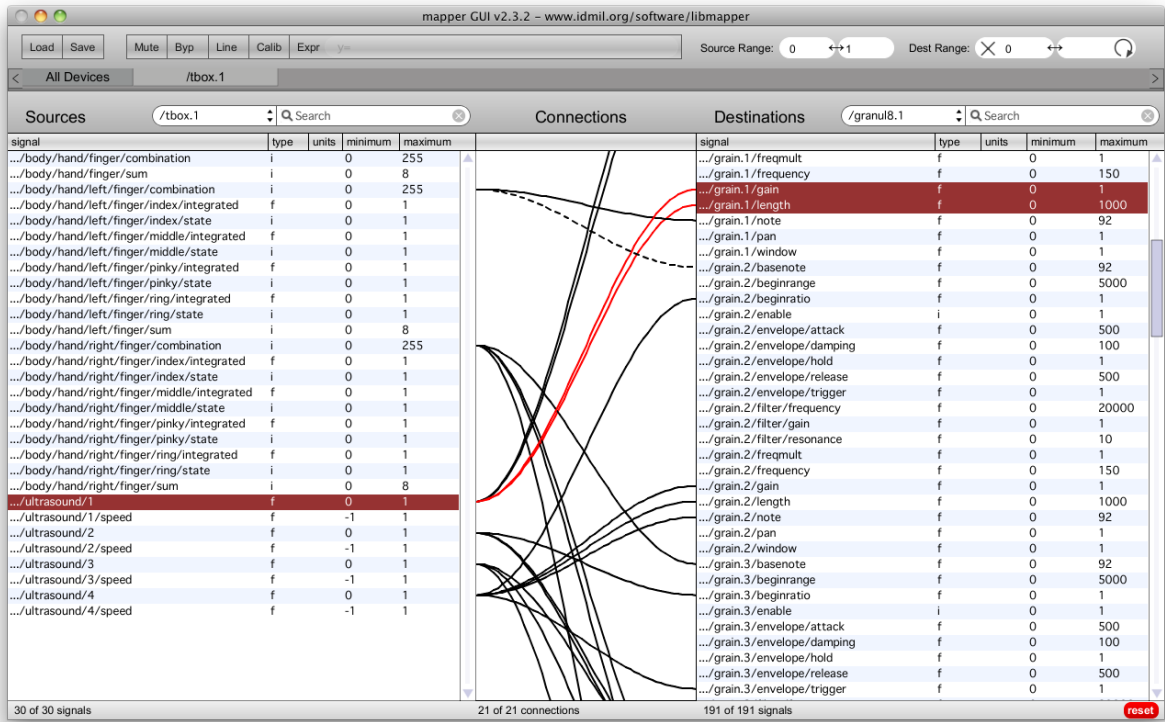 mapper GUI v2.3.2 – www.idmil.org/software/libmapper
Load Save Mute Byp Line Calib Expr y= Source Range: 0 ↔ 1 Dest Range: 0 ↔
< All Devices /tbox.1 >
Sources /tbox.1 Search Connections Destinations /granul8.1 Search
signal type units minimum maximum signal type units minimum maximum
.../body/hand/finger/combination i 0 255 .../grain.1/freqmult f 0 1
.../body/hand/finger/sum i 0 8 .../grain.1/frequency f 0 150
.../body/hand/left/finger/combination i 0 255 .../grain.1/gain f 0 1
.../body/hand/left/finger/index/integrated f 0 1 .../grain.1/length f 0 1000
.../body/hand/left/finger/index/state i 0 1 .../grain.1/note f 0 92
.../body/hand/left/finger/middle/integrated f 0 1 .../grain.1/pan f 0 1
.../body/hand/left/finger/middle/state i 0 1 .../grain.1/window f 0 1
.../body/hand/left/finger/pinky/integrated f 0 1 .../grain.2/basenote f 0 92
.../body/hand/left/finger/pinky/state i 0 1 .../grain.2/beginrange f 0 5000
.../body/hand/left/finger/ring/integrated f 0 1 .../grain.2/beginratio f 0 1
.../body/hand/left/finger/ring/state i 0 1 .../grain.2/enable i 0 1
.../body/hand/left/finger/sum i 0 8 .../grain.2/envelope/attack f 0 500
.../body/hand/right/finger/combination i 0 255 .../grain.2/envelope/damping f 0 100
.../body/hand/right/finger/index/integrated f 0 1 .../grain.2/envelope/hold f 0 1
.../body/hand/right/finger/index/state i 0 1 .../grain.2/envelope/release f 0 500
.../body/hand/right/finger/middle/integrated f 0 1 .../grain.2/envelope/trigger f 0 1
.../body/hand/right/finger/middle/state i 0 1 .../grain.2/filter/frequency f 0 20000
.../body/hand/right/finger/pinky/integrated f 0 1 .../grain.2/filter/gain f 0 1
.../body/hand/right/finger/pinky/state i 0 1 .../grain.2/filter/resonance f 0 10
.../body/hand/right/finger/ring/integrated f 0 1 .../grain.2/freqmult f 0 1
.../body/hand/right/finger/ring/state i 0 1 .../grain.2/frequency f 0 150
.../body/hand/right/finger/sum i 0 8 .../grain.2/gain f 0 1
.../ultrasound/1 f 0 1 .../grain.2/length f 0 1000
.../ultrasound/1/speed f -1 1 .../grain.2/note f 0 92
.../ultrasound/2 f 0 1 .../grain.2/pan f 0 1
.../ultrasound/2/speed f -1 1 .../grain.2/window f 0 1
.../ultrasound/3 f 0 1 .../grain.3/basenote f 0 92
.../ultrasound/3/speed f -1 1 .../grain.3/beginrange f 0 5000
.../ultrasound/4 f 0 1 .../grain.3/beginratio f 0 1
.../ultrasound/4/speed f -1 1 .../grain.3/enable i 0 1
.../grain.3/envelope/attack f 0 500
.../grain.3/envelope/damping f 0 100
.../grain.3/envelope/hold f 0 1
.../grain.3/envelope/release f 0 500
.../grain.3/envelope/trigger f 0 1
30 of 30 signals 21 of 21 connections 191 of 191 signals reset